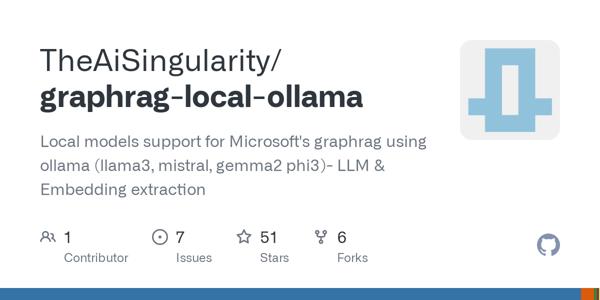 TheAiSingularity/
graphrag-local-ollama
Local models support for Microsoft's graphrag using
ollama (llama3, mistral, gemma2 phi3)- LLM &
Embedding extraction
1 7 51 6
Contributor Issues Stars Forks